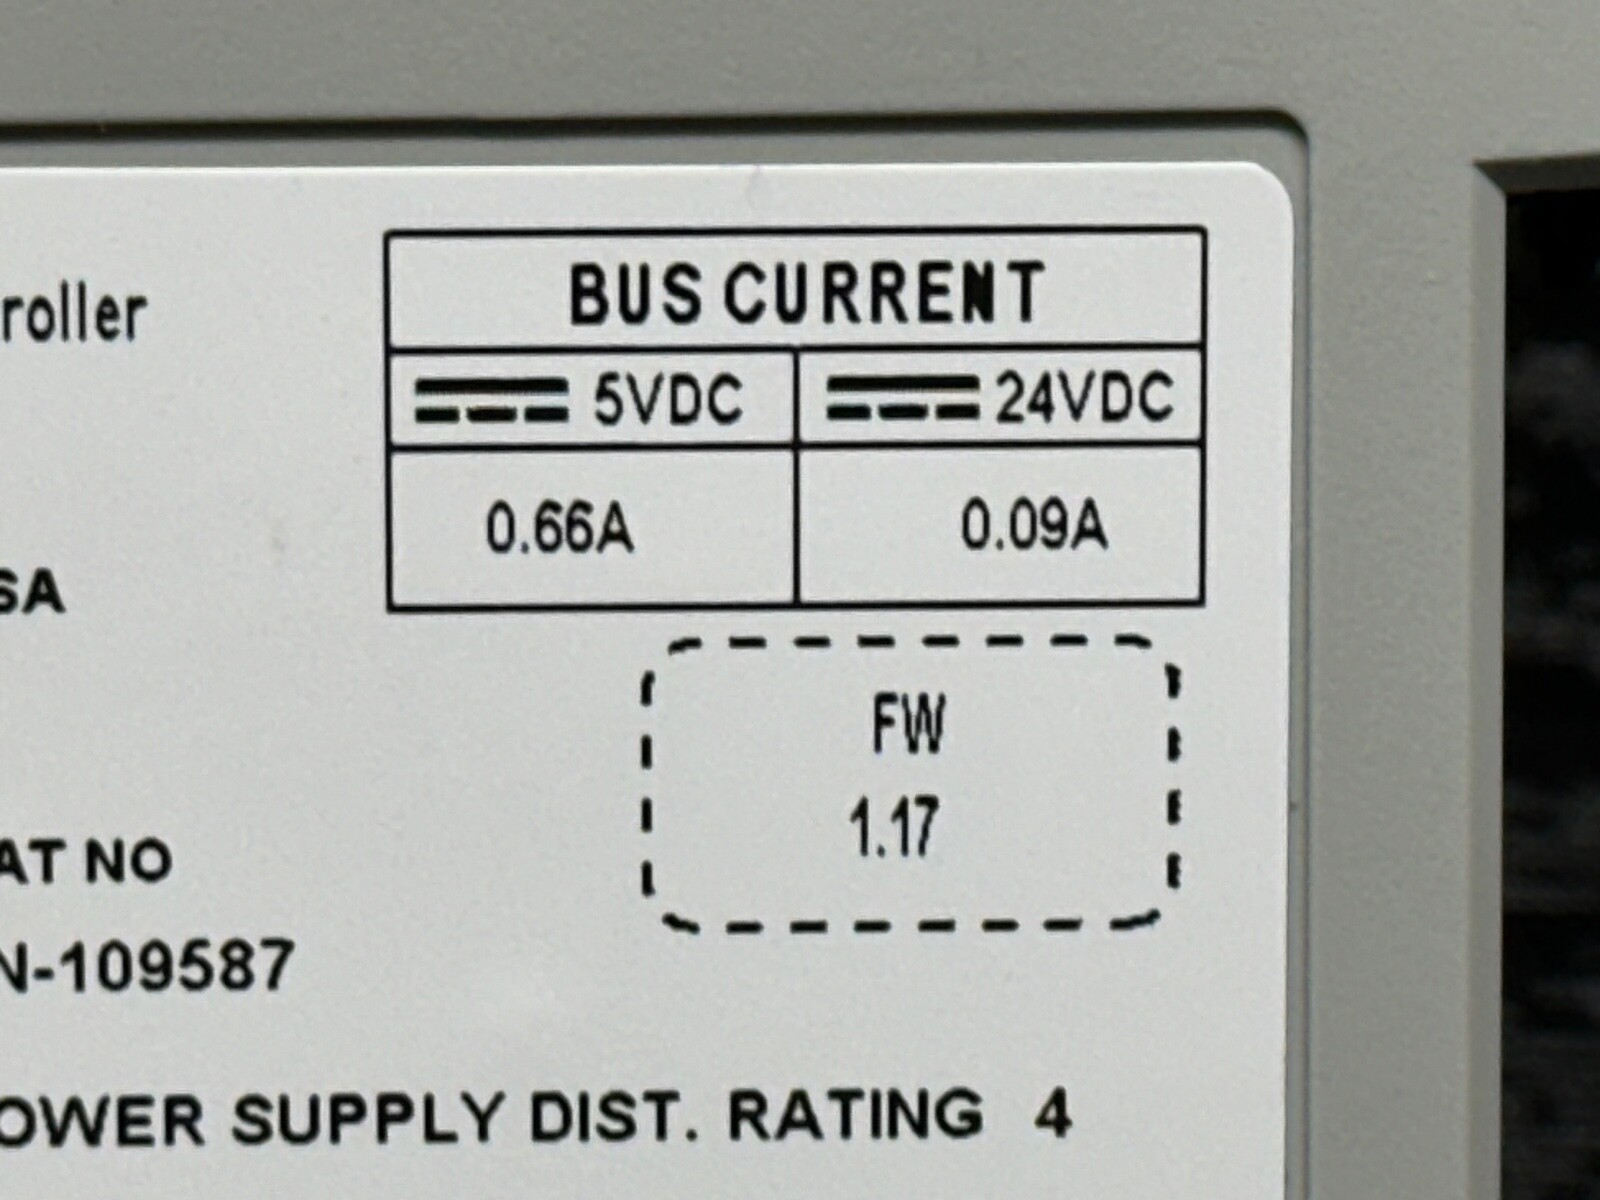 BUS CURRENT
roller
5VDC 24VDC
0.66A 0.09A
SA
FW
1.17
AT NO
N-109587
OWER SUPPLY DIST. RATING 4